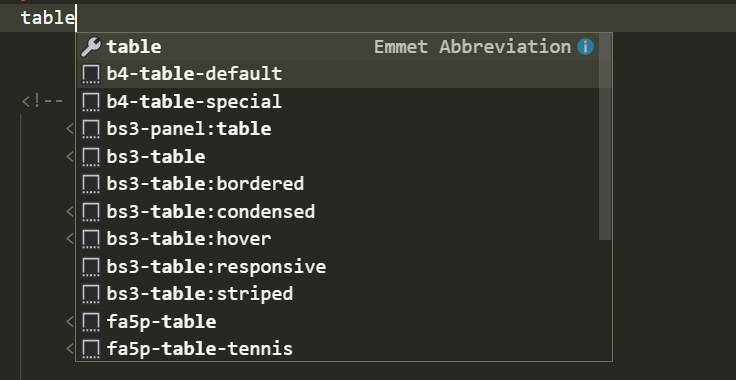 table
table Emmet Abbreviation
b4-table-default
b4-table-special
<!--
bs3-panel:table
<
bs3-table
<
bs3-table:bordered
bs3-table:condensed
<
bs3-table:hover
<
bs3-table:responsive
bs3-table:striped
fa5p-table
<
fa5p-table-tennis
<